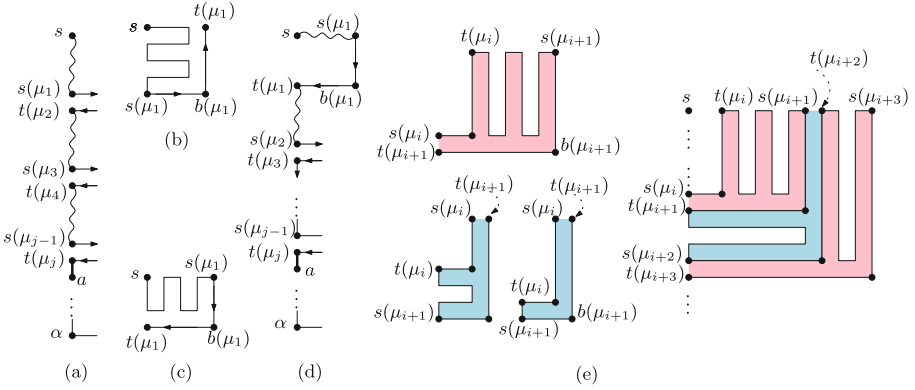 s
s(μ₁)
t(μ₂)
s(μ₃)
t(μ₄)
s(μⱼ₋₁)
t(μⱼ)
a
α
(a)
s
t(μ₁)
s(μ₁)
b(μ₁)
(b)
s
s(μ₁)
t(μ₁)
b(μ₁)
(c)
s
s(μ₁)
t(μ₁)
b(μ₁)
s(μ₂)
t(μ₃)
s(μⱼ₋₁)
t(μⱼ)
a
α
(d)
t(μᵢ)
s(μᵢ₊₁)
s(μᵢ)
t(μᵢ₊₁)
b(μᵢ₊₁)
t(μᵢ₊₁)
s(μᵢ)
t(μᵢ)
s(μᵢ₊₁)
t(μᵢ₊₁)
s(μᵢ)
t(μᵢ)
s(μᵢ₊₁)
b(μᵢ₊₁)
t(μᵢ₊₂)
s
t(μᵢ)
s(μᵢ₊₁)
s(μᵢ₊₃)
s(μᵢ)
t(μᵢ₊₁)
s(μᵢ₊₂)
t(μᵢ₊₃)
(e)